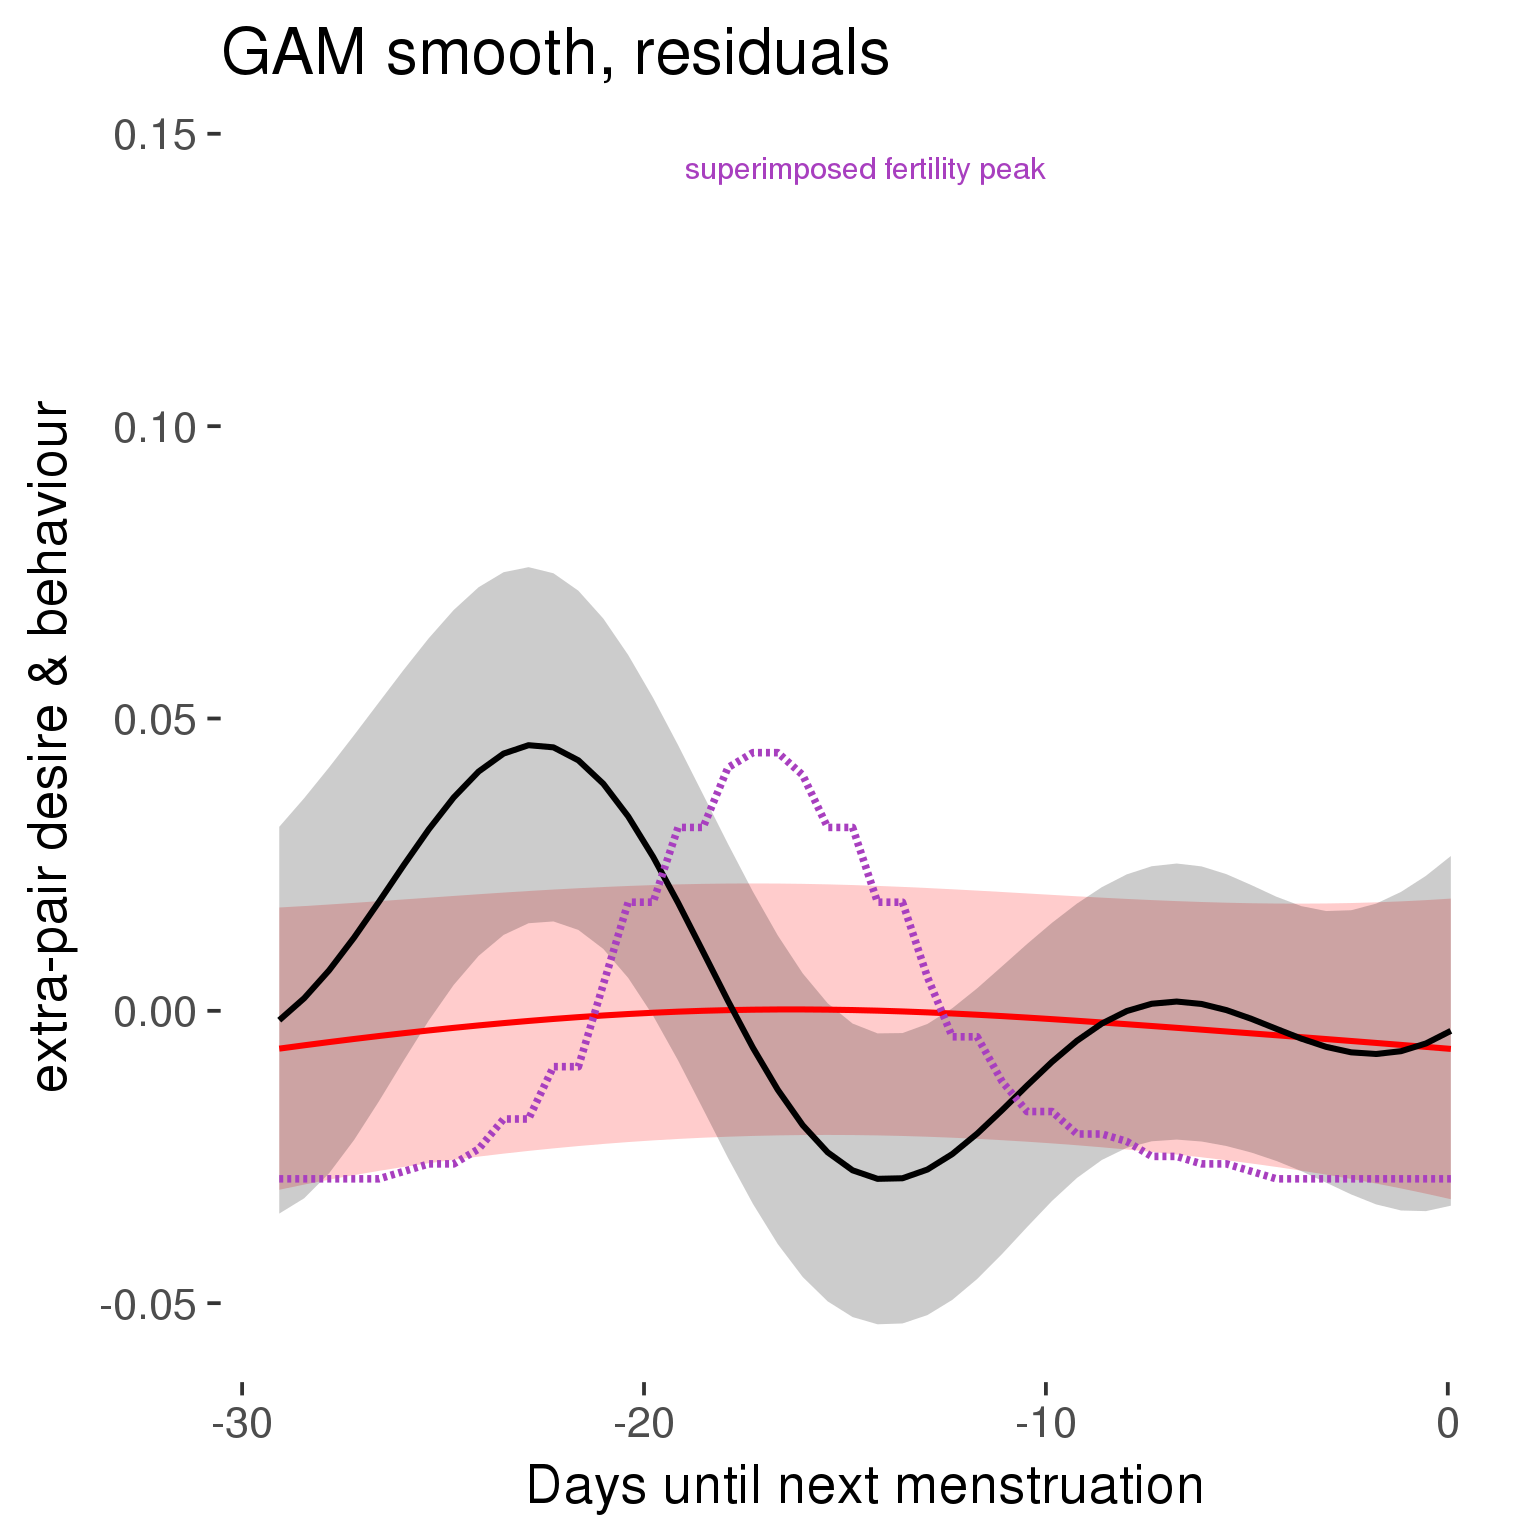 GAM smooth, residuals
superimposed fertility peak
extra-pair desire & behaviour
0.15
0.10
0.05
0.00
-0.05
-30 -20 -10 0
Days until next menstruation